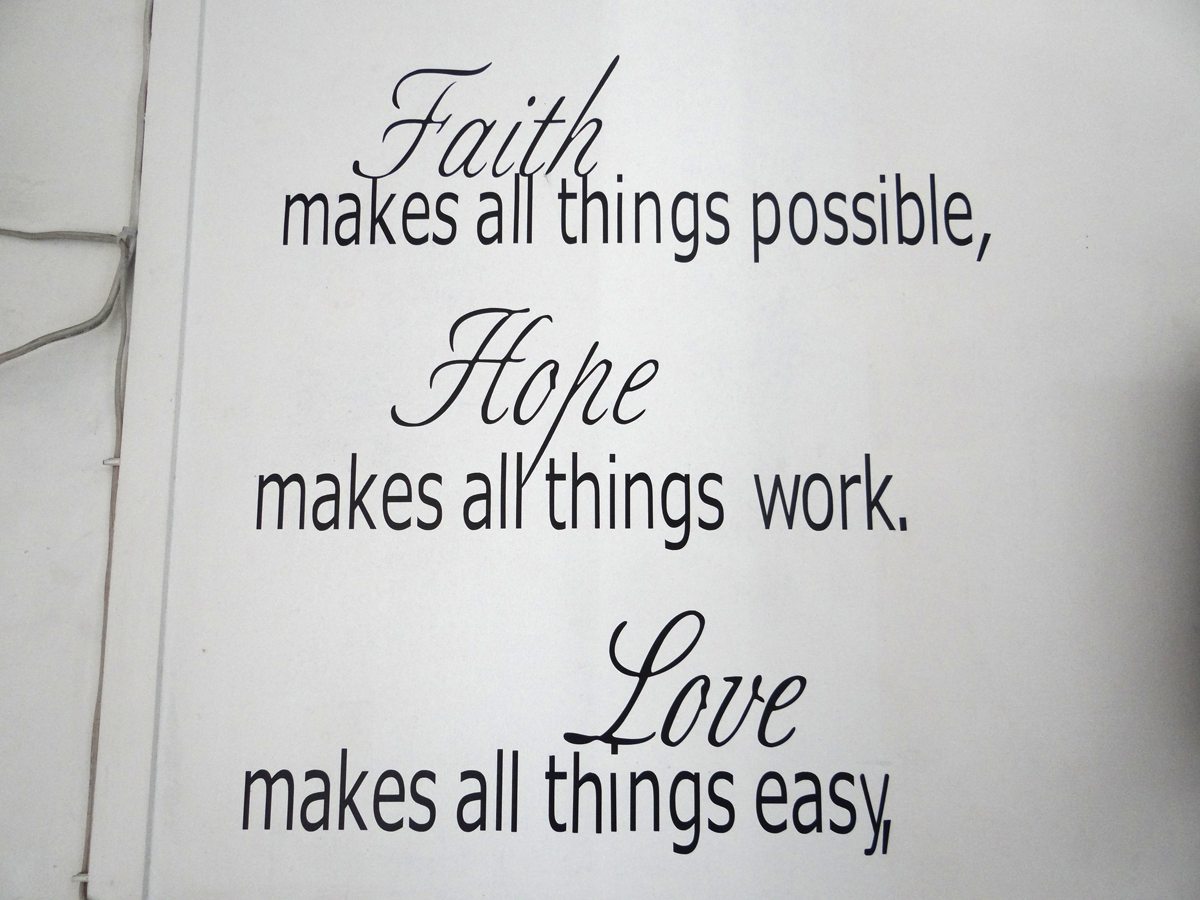 Faith
makes all things possible,
Hope
makes all things work.
Love
makes all things easy,